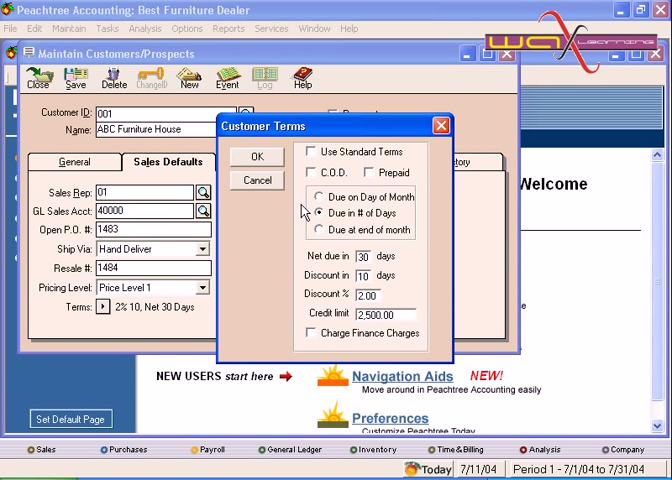 Peachtree Accounting: Best Furniture Dealer
File Edit Maintain Tasks Analysis Options Reports Services Window Help
wax Learning
Maintain Customers/Prospects
Close Save Delete ChangeID New Event Log Help
Customer ID: 001
Name: ABC Furniture House
General Sales Defaults
Sales Rep: 01
GL Sales Acct: 40000
Open P.O. #: 1483
Ship Via: Hand Deliver
Resale #: 1484
Pricing Level: Price Level 1
Terms: 2% 10, Net 30 Days
Customer Terms
OK
Cancel
Use Standard Terms
C.O.D. Prepaid
Due on Day of Month
Due in # of Days
Due at end of month
Net due in 30 days
Discount in 10 days
Discount % 2.00
Credit limit 2,500.00
Charge Finance Charges
Welcome
NEW USERS start here
Navigation Aids NEW!
Move around in Peachtree Accounting easily
Preferences
Customize Peachtree Today
Set Default Page
Sales Purchases Payroll General Ledger Inventory Time & Billing Analysis Company
Today 7/11/04 Period 1 - 7/1/04 to 7/31/04